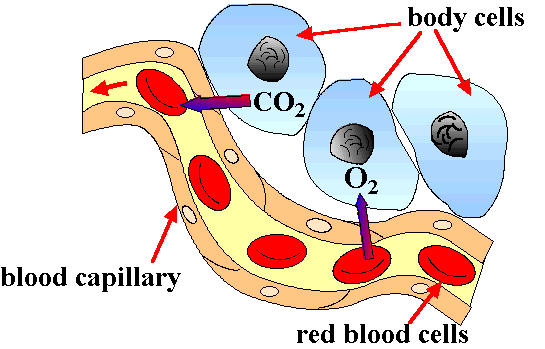 body cells
CO2
O2
blood capillary
red blood cells